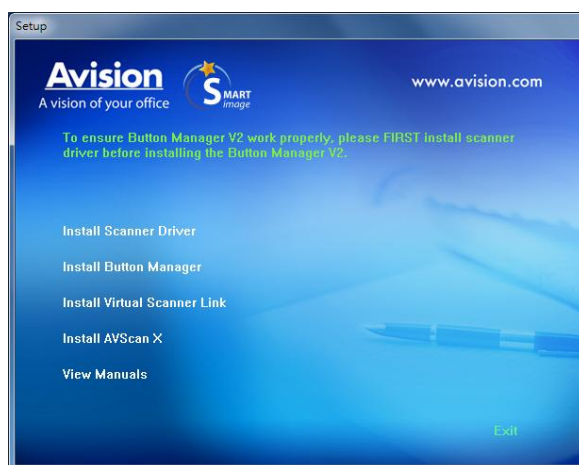 Setup
Avision
A vision of your office
SMART
image
www.avision.com
To ensure Button Manager V2 work properly, please FIRST install scanner
driver before installing the Button Manager V2.
Install Scanner Driver
Install Button Manager
Install Virtual Scanner Link
Install AVScan X
View Manuals
Exit